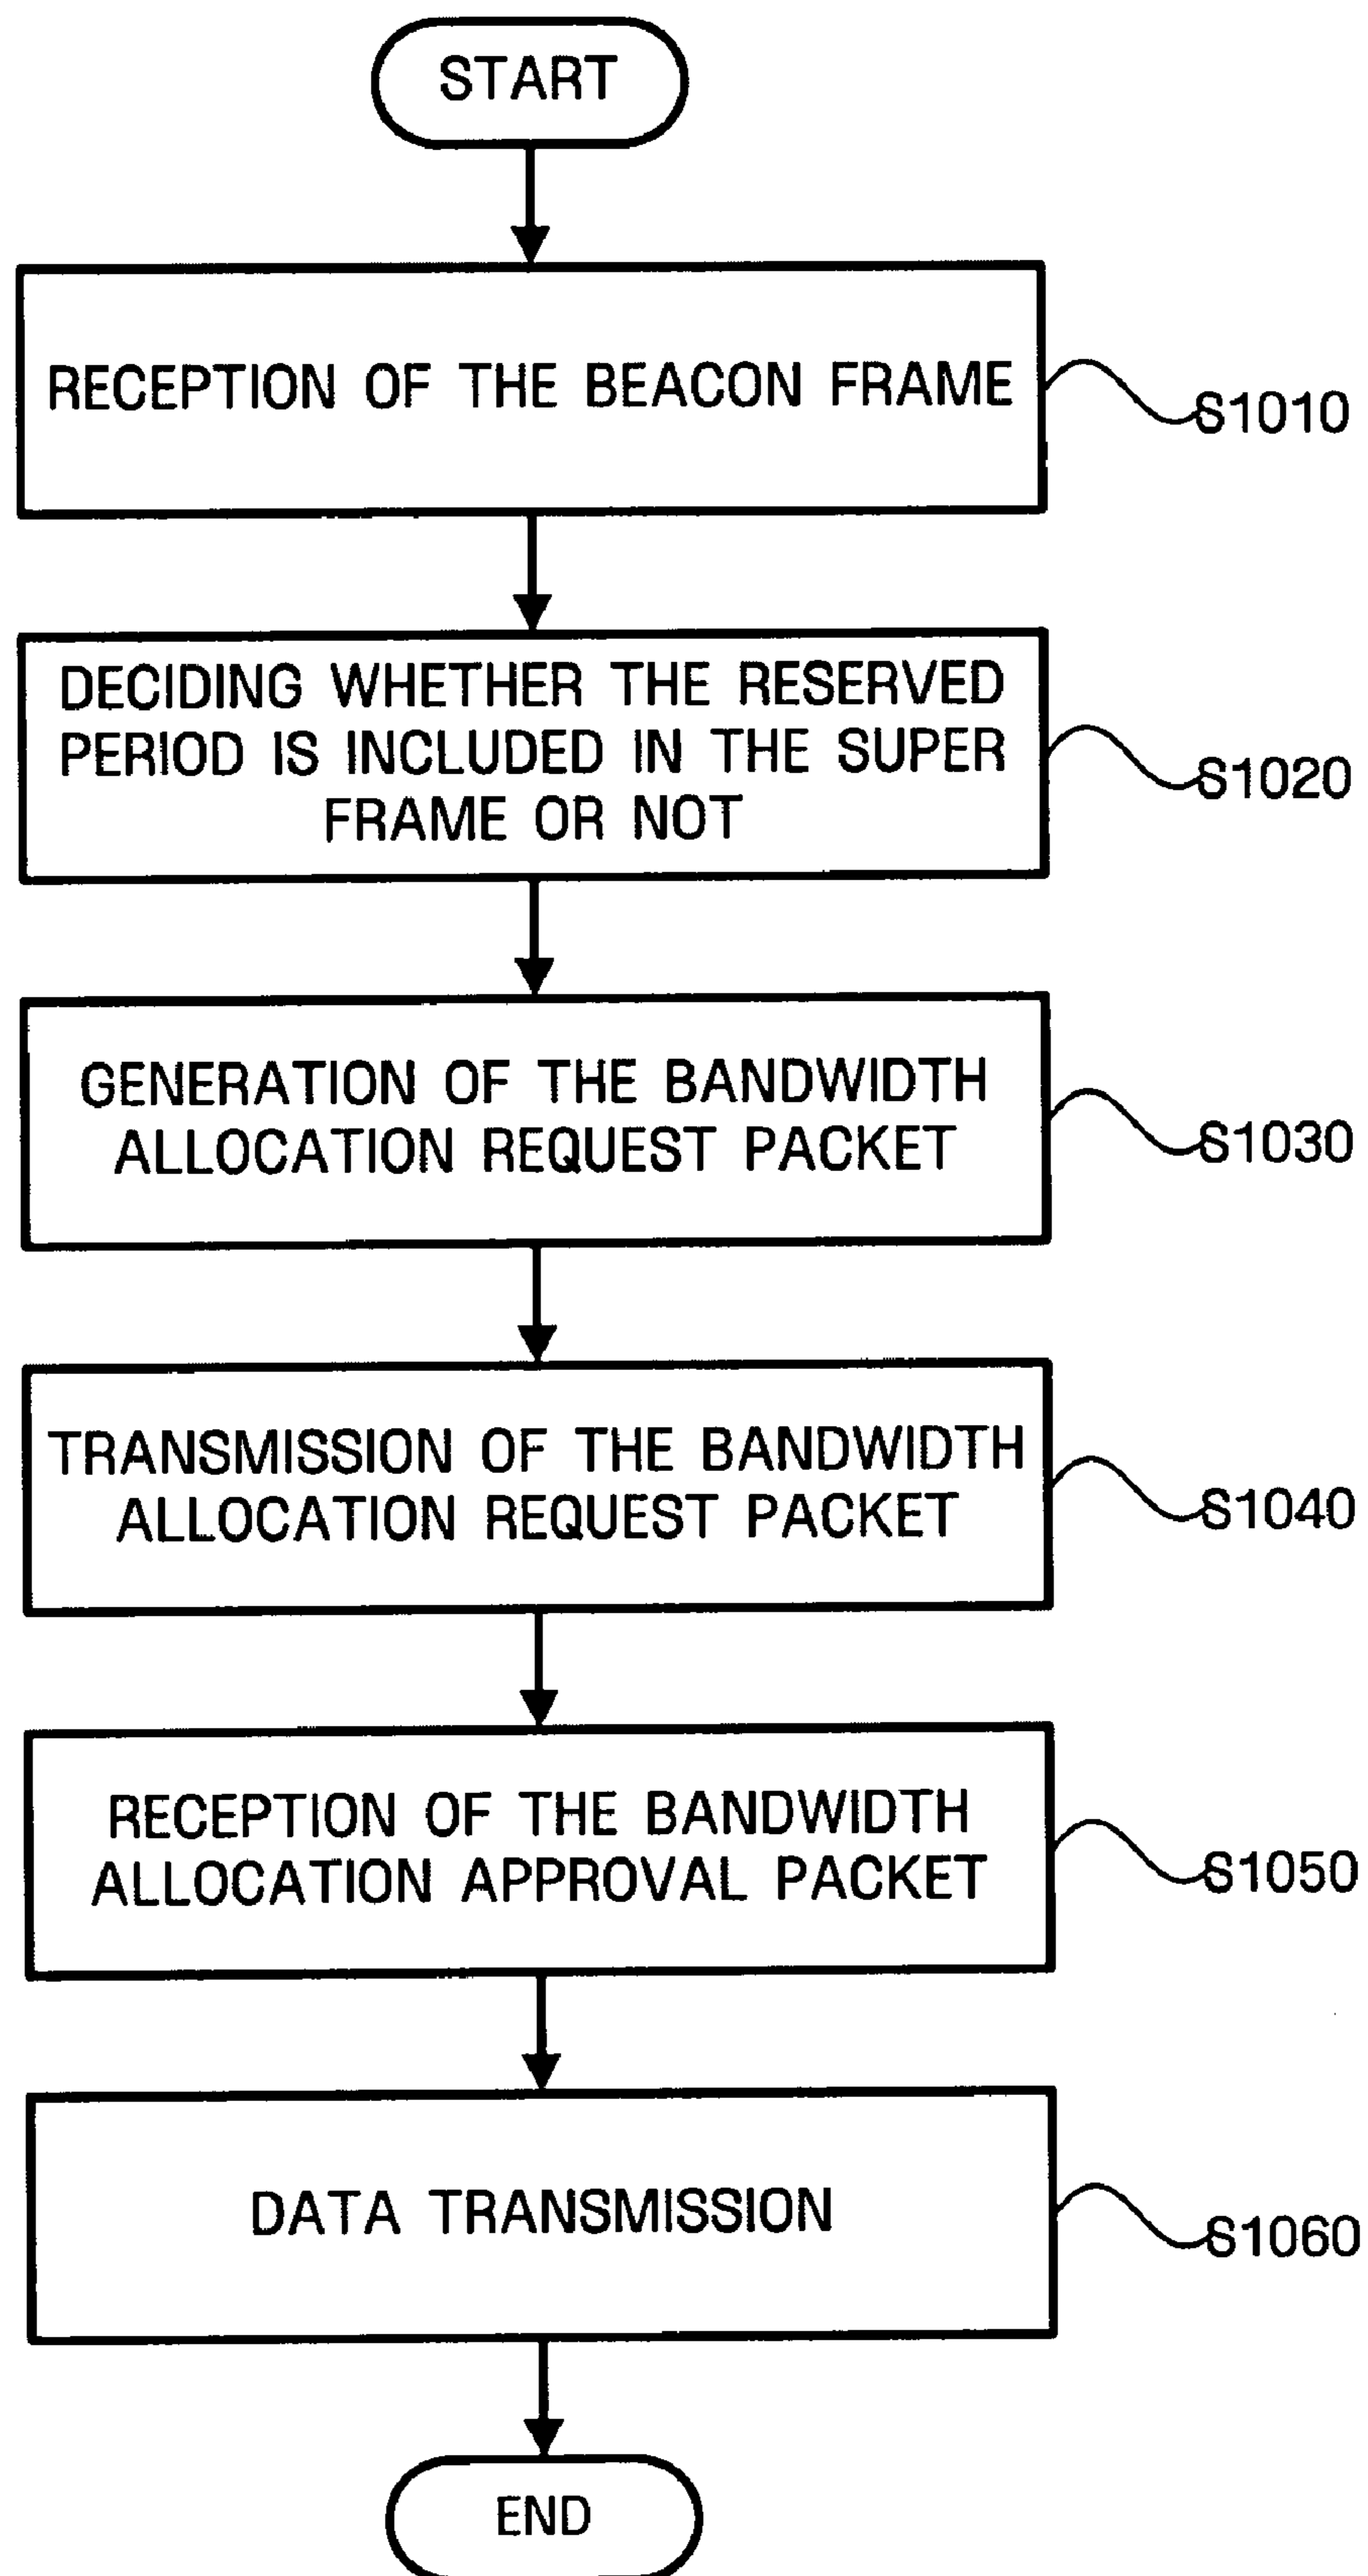 START
RECEPTION OF THE BEACON FRAME
S1010
DECIDING WHETHER THE RESERVED
PERIOD IS INCLUDED IN THE SUPER
FRAME OR NOT
S1020
GENERATION OF THE BANDWIDTH
ALLOCATION REQUEST PACKET
S1030
TRANSMISSION OF THE BANDWIDTH
ALLOCATION REQUEST PACKET
S1040
RECEPTION OF THE BANDWIDTH
ALLOCATION APPROVAL PACKET
S1050
DATA TRANSMISSION
S1060
END